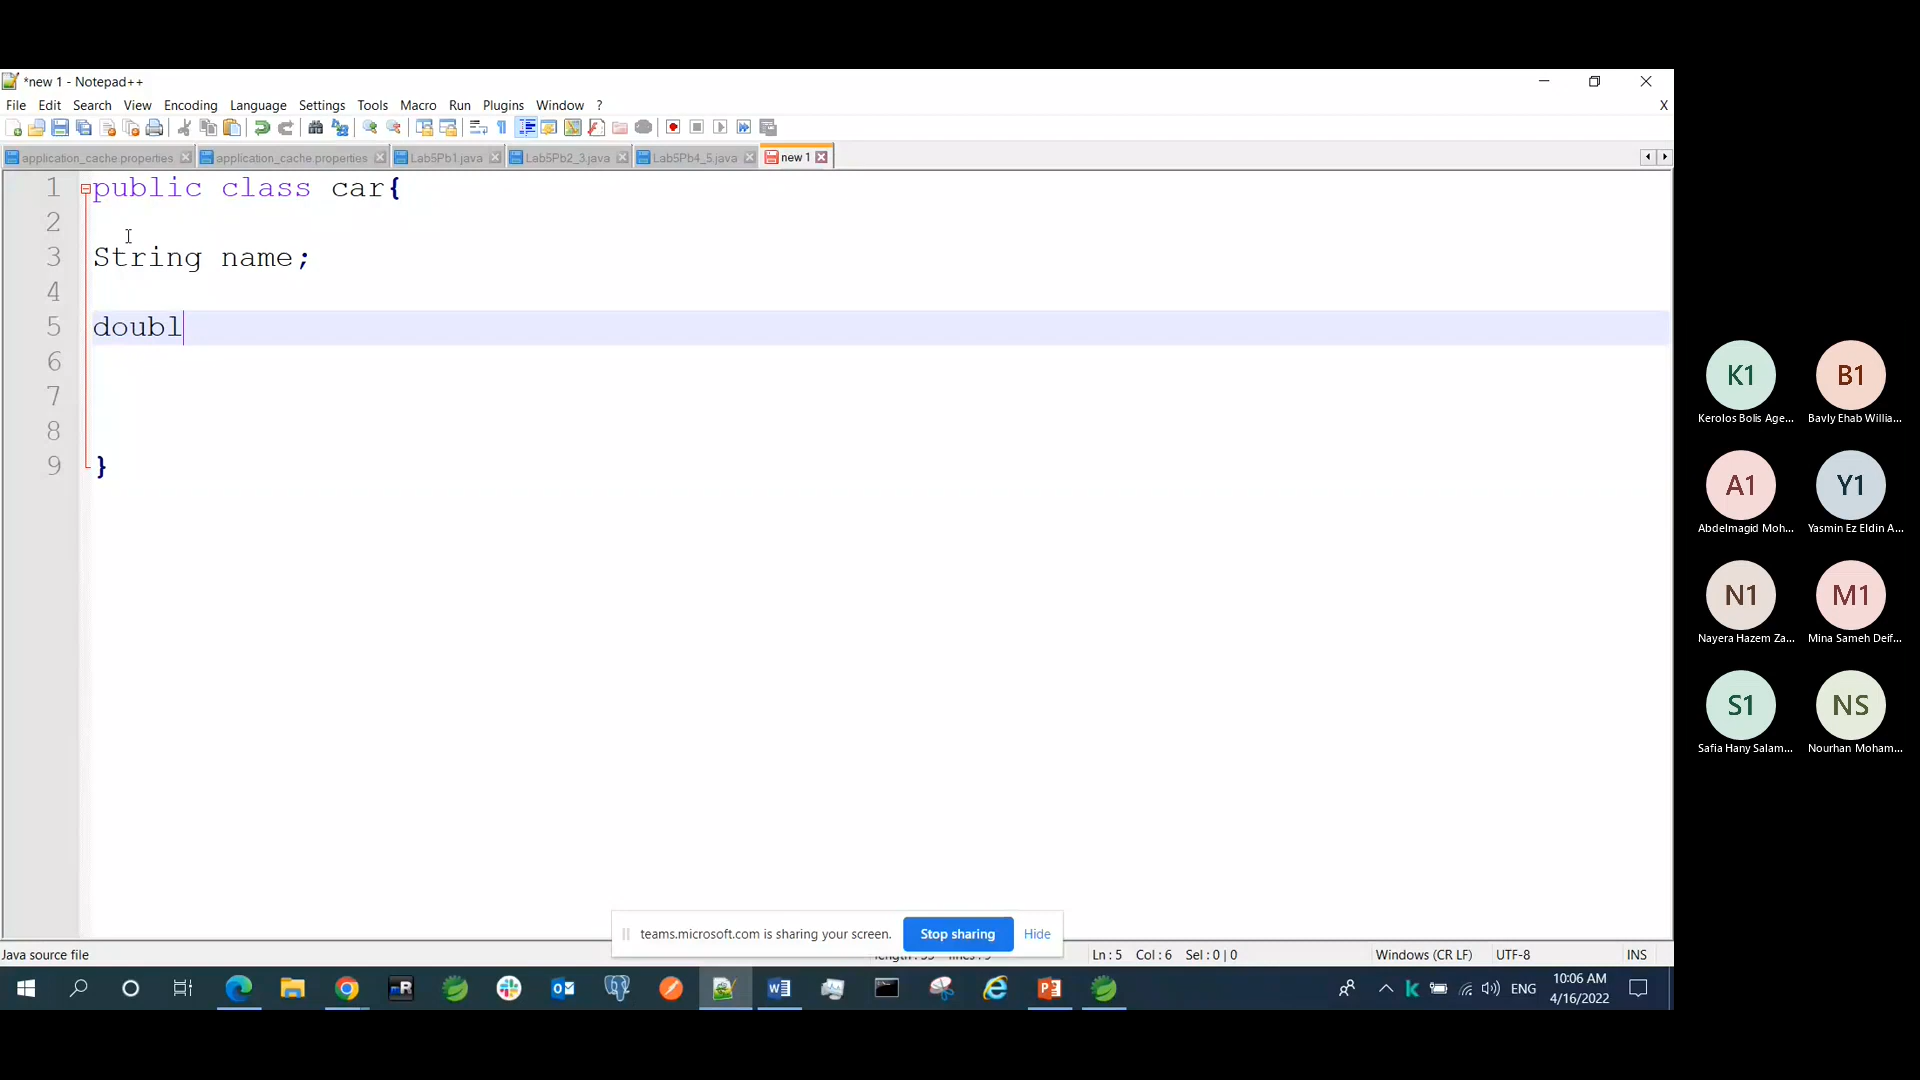 *new 1 - Notepad++
File Edit Search View Encoding Language Settings Tools Macro Run Plugins Window ?
X
application_cache.properties application_cache.properties Lab5Pb1.java Lab5Pb2_3.java Lab5Pb4_5.java new 1
1 public class car{
2
3 String name;
4
5 doubl
6
7
8
9 }
K1 B1
Kerolos Bolis Age... Bavly Ehab Willia...
A1 Y1
Abdelmagid Moh... Yasmin Ez Eldin A...
N1 M1
Nayera Hazem Za... Mina Sameh Deif...
S1 NS
Safia Hany Salam... Nourhan Moham...
teams.microsoft.com is sharing your screen. Stop sharing Hide
Java source file Ln : 5 Col : 6 Sel : 0 | 0 Windows (CR LF) UTF-8 INS
ENG 10:06 AM
4/16/2022